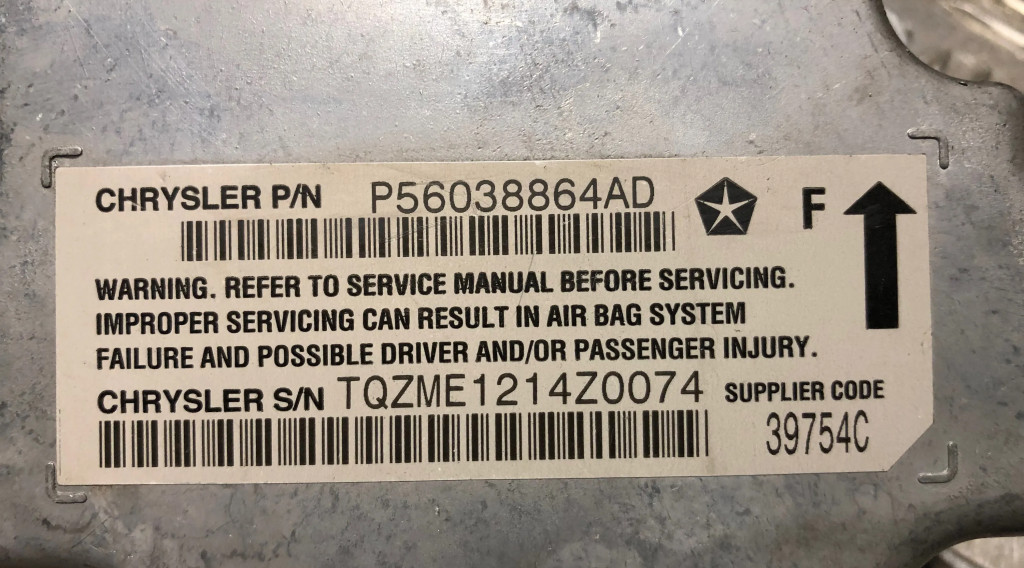 CHRYSLER P/N P56038864AD
F
WARNING. REFER TO SERVICE MANUAL BEFORE SERVICING.
IMPROPER SERVICING CAN RESULT IN AIR BAG SYSTEM
FAILURE AND POSSIBLE DRIVER AND/OR PASSENGER INJURY.
CHRYSLER S/N TQZME1214Z0074
SUPPLIER CODE
39754C